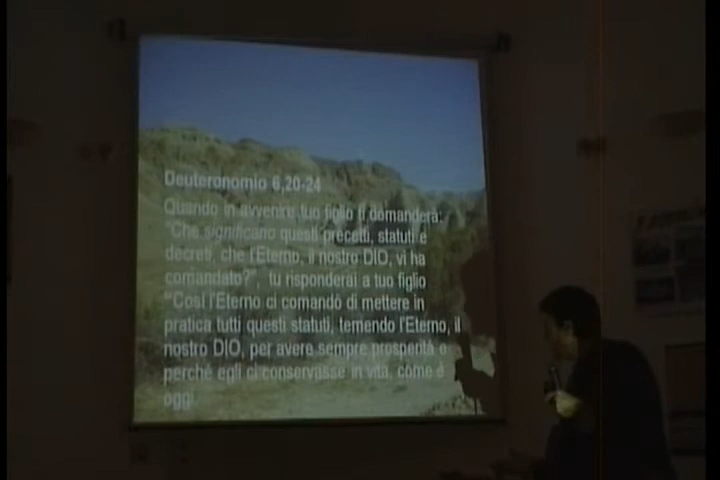 Deuteronomio 6,20-24
Quando in avvenire tuo figlio ti domanderà:
"Che significano questi precetti, statuti e
decreti, che l'Eterno, il nostro DIO, vi ha
comandato?", tu risponderai a tuo figlio
"Così l'Eterno ci comandò di mettere in
pratica tutti questi statuti, temendo l'Eterno, il
nostro DIO, per avere sempre prosperità e
perché egli ci conservasse in vita, come è
oggi.